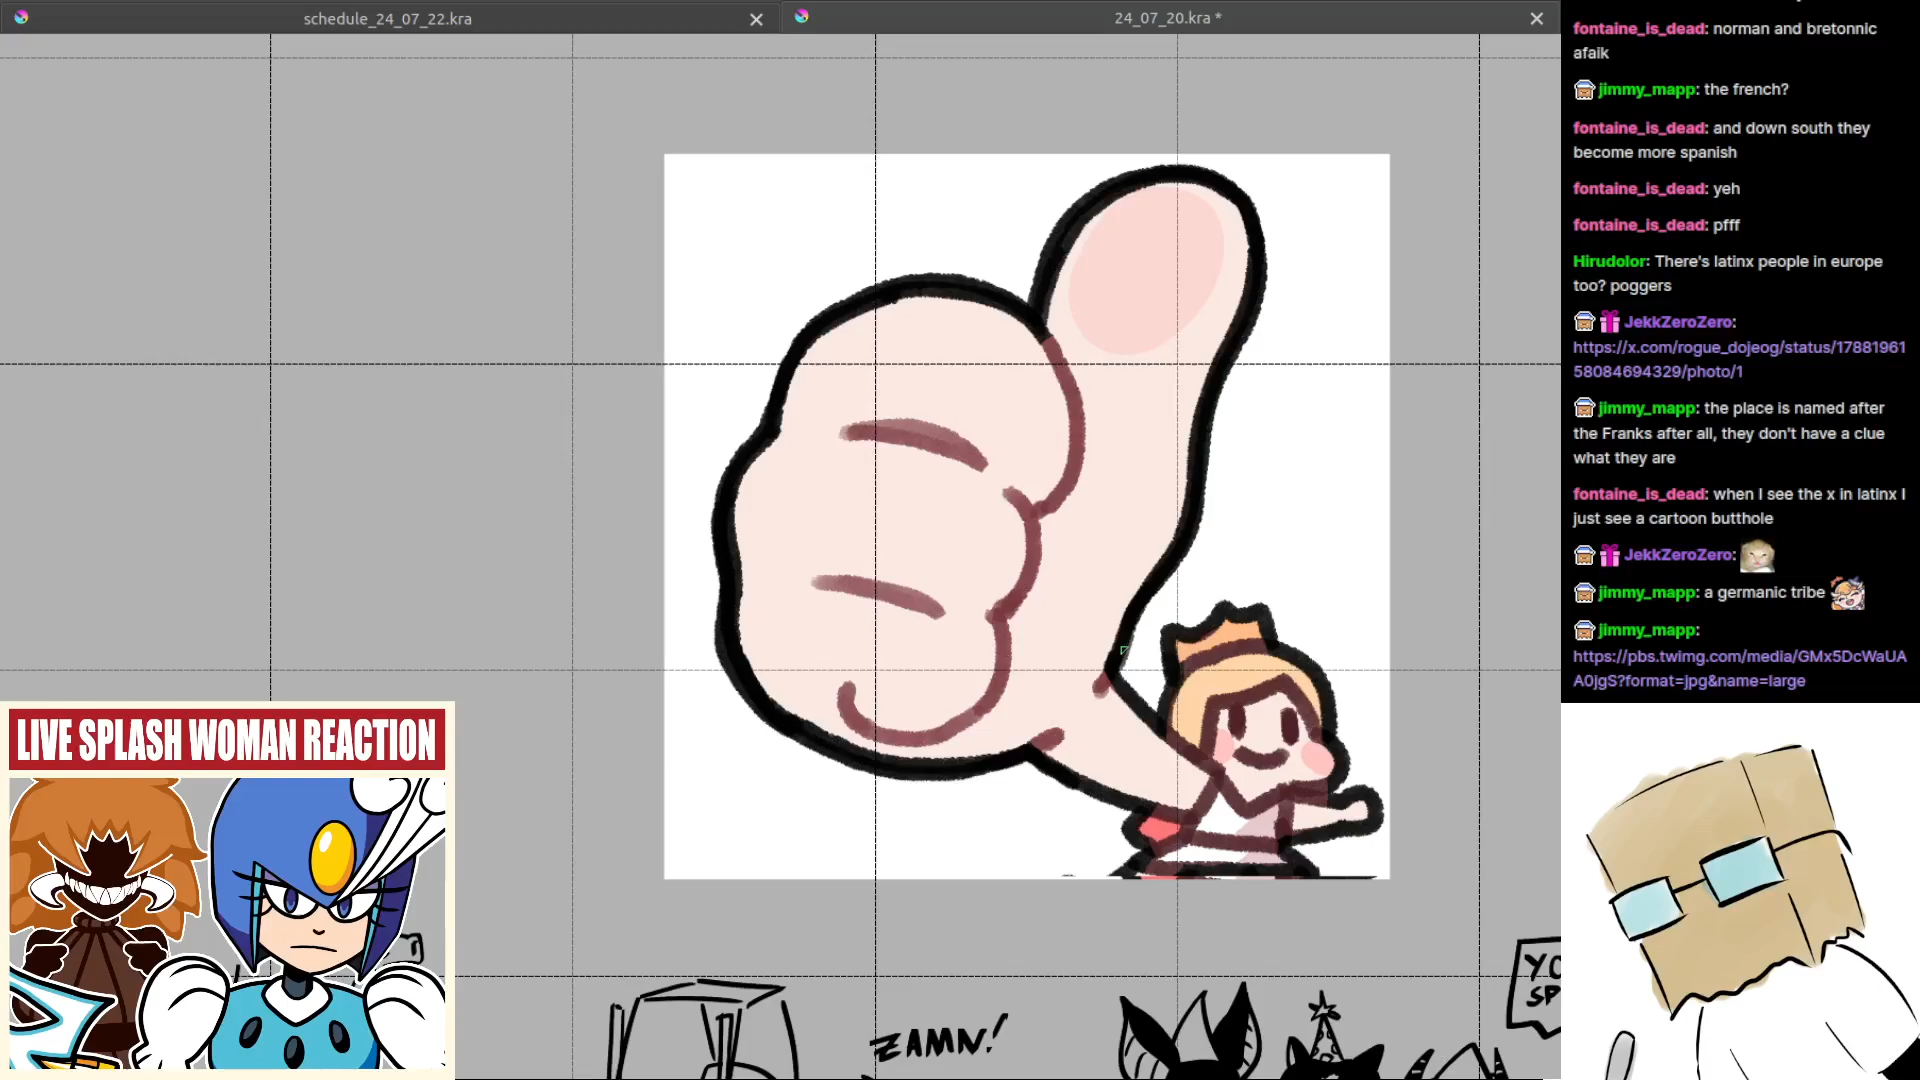 schedule_24_07_22.kra
24_07_20.kra *
fontaine_is_dead: norman and bretonnic
afaik
jimmy_mapp: the french?
fontaine_is_dead: and down south they
become more spanish
fontaine_is_dead: yeh
fontaine_is_dead: pfff
Hirudolor: There's latinx people in europe
too? poggers
JekkZeroZero:
https://x.com/rogue_dojeog/status/17881961
58084694329/photo/1
jimmy_mapp: the place is named after
the Franks after all, they don't have a clue
what they are
fontaine_is_dead: when I see the x in latinx I
just see a cartoon butthole
JekkZeroZero:
jimmy_mapp: a germanic tribe
jimmy_mapp:
https://pbs.twimg.com/media/GMx5DcWaUA
A0jgS?format=jpg&name=large
LIVE SPLASH WOMAN REACTION
ZAMN!
YO
SP